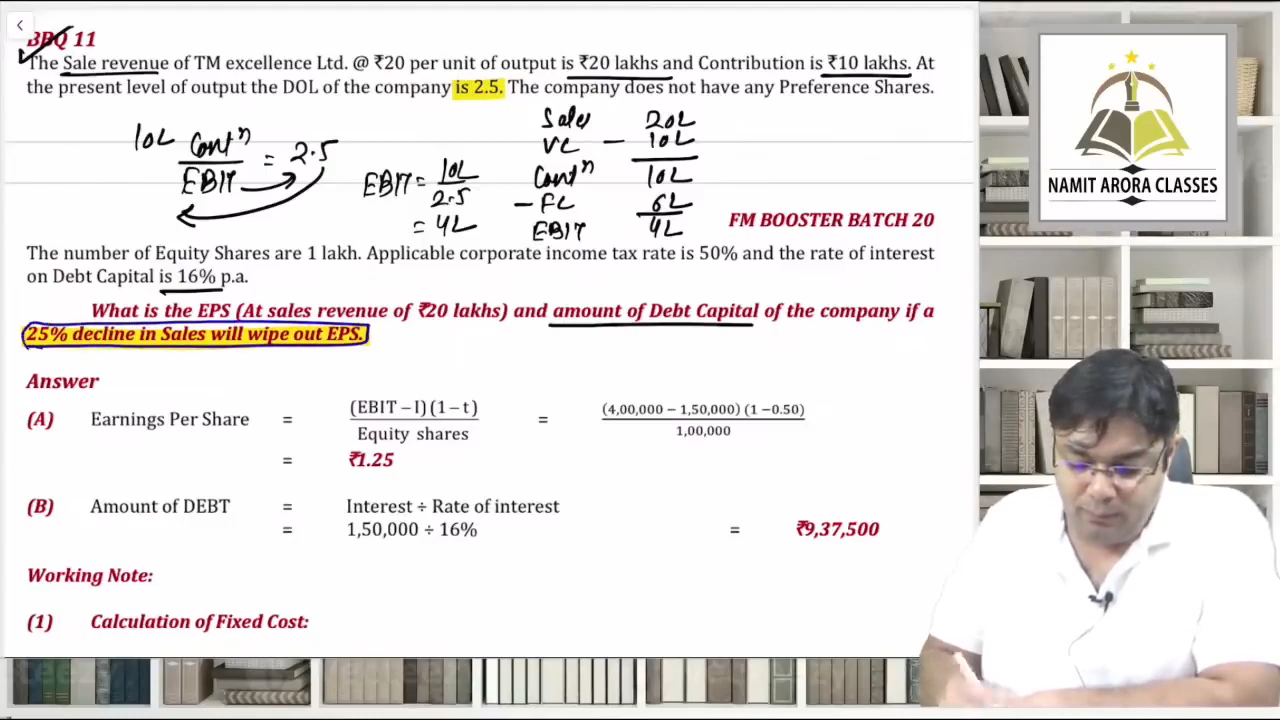 BBQ 11
The Sale revenue of TM excellence Ltd. @ ₹20 per unit of output is ₹20 lakhs and Contribution is ₹10 lakhs. At
the present level of output the DOL of the company is 2.5. The company does not have any Preference Shares.
Sales 20L
VC - 10L
10L Contⁿ / EBIT = 2.5
EBIT = 10L / 2.5
= 4L
Contⁿ 10L
- FC 6L
EBIT 4L
FM BOOSTER BATCH 20
The number of Equity Shares are 1 lakh. Applicable corporate income tax rate is 50% and the rate of interest
on Debt Capital is 16% p.a.
What is the EPS (At sales revenue of ₹20 lakhs) and amount of Debt Capital of the company if a
25% decline in Sales will wipe out EPS.
Answer
(A) Earnings Per Share = (EBIT – I) (1 – t) / Equity shares = (4,00,000 – 1,50,000) (1 – 0.50) / 1,00,000
= ₹1.25
(B) Amount of DEBT = Interest ÷ Rate of interest
= 1,50,000 ÷ 16% = ₹9,37,500
Working Note:
(1) Calculation of Fixed Cost:
NAMIT ARORA CLASSES